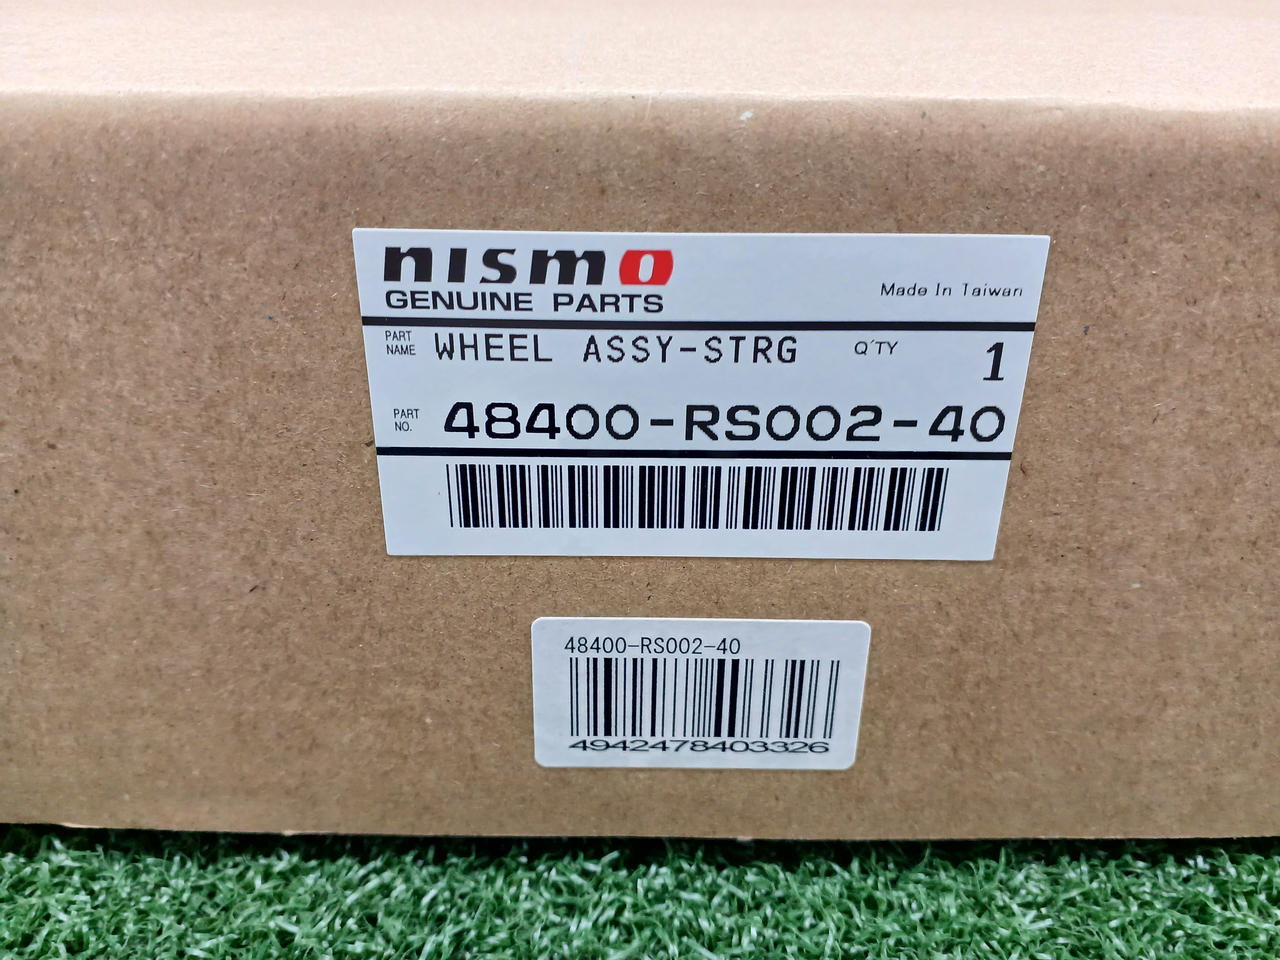 nismo
GENUINE PARTS
Made In Taiwan
PART NAME WHEEL ASSY-STRG Q'TY 1
PART NO. 48400-RS002-40
48400-RS002-40
4942478403326